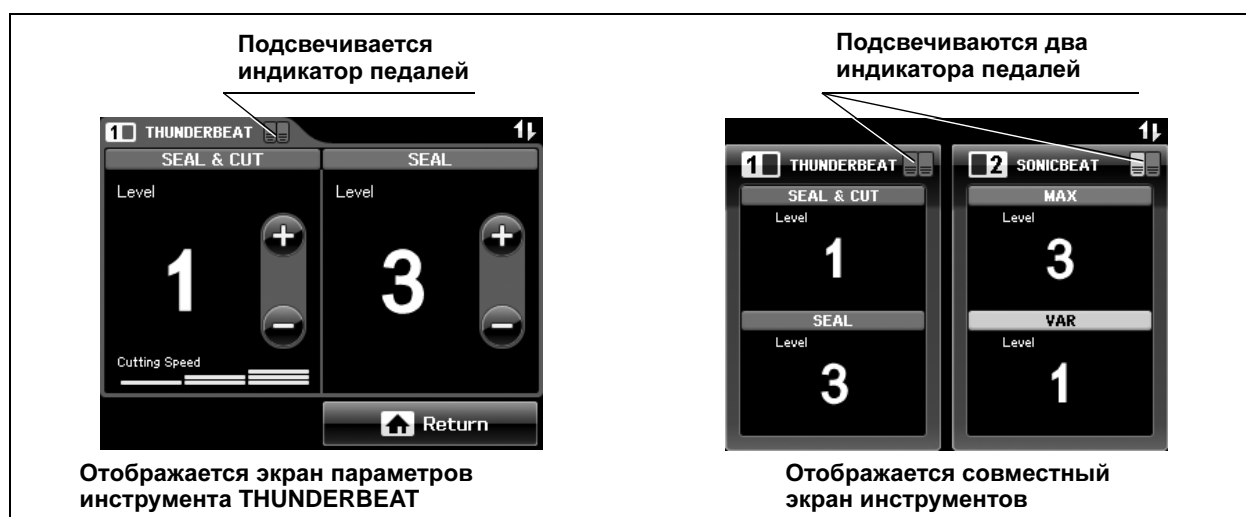 Подсвечивается
индикатор педалей
1 THUNDERBEAT
SEAL & CUT
SEAL
Level
Level
1
3
Cutting Speed
Return
Отображается экран параметров
инструмента THUNDERBEAT
Подсвечиваются два
индикатора педалей
1 THUNDERBEAT
2 SONICBEAT
SEAL & CUT
MAX
Level
Level
1
3
SEAL
VAR
Level
Level
3
1
Отображается совместный
экран инструментов